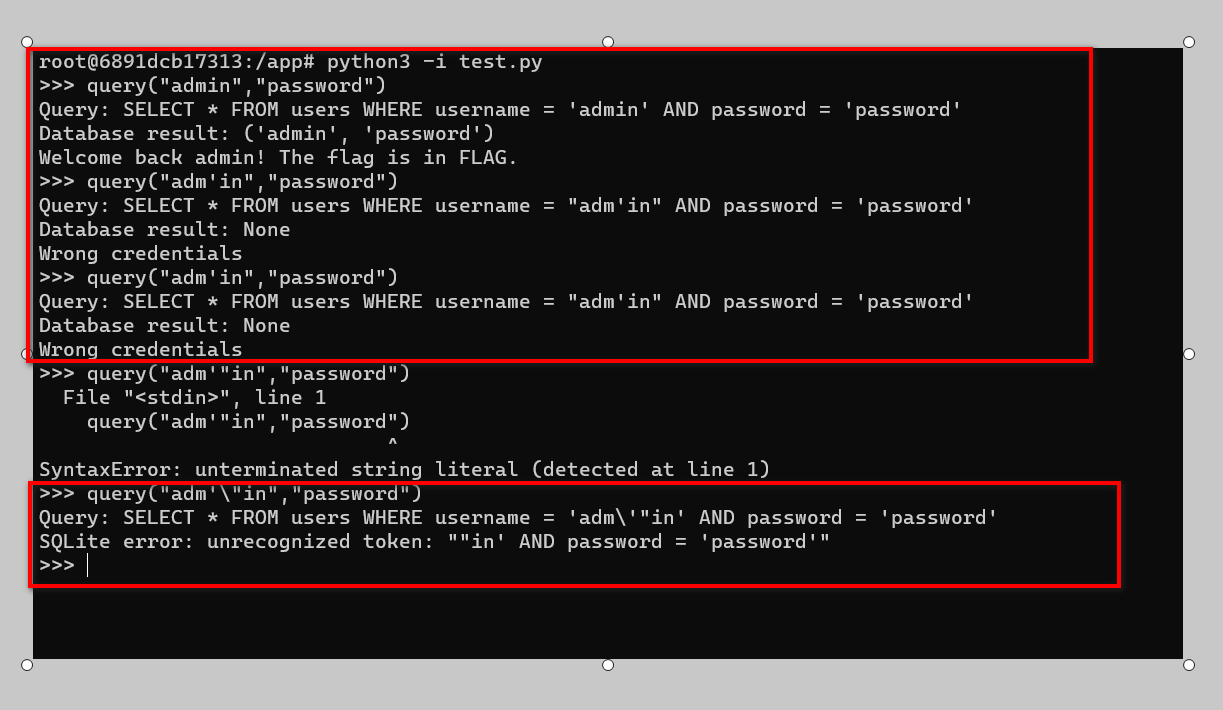 root@6891dcb17313:/app# python3 -i test.py
>>> query("admin","password")
Query: SELECT * FROM users WHERE username = 'admin' AND password = 'password'
Database result: ('admin', 'password')
Welcome back admin! The flag is in FLAG.
>>> query("adm'in","password")
Query: SELECT * FROM users WHERE username = "adm'in" AND password = 'password'
Database result: None
Wrong credentials
>>> query("adm'in","password")
Query: SELECT * FROM users WHERE username = "adm'in" AND password = 'password'
Database result: None
Wrong credentials
>>> query("adm'"in","password")
  File "<stdin>", line 1
    query("adm'"in","password")
                             ^
SyntaxError: unterminated string literal (detected at line 1)
>>> query("adm'\"in","password")
Query: SELECT * FROM users WHERE username = 'adm\'"in' AND password = 'password'
SQLite error: unrecognized token: ""in' AND password = 'password'"
>>>